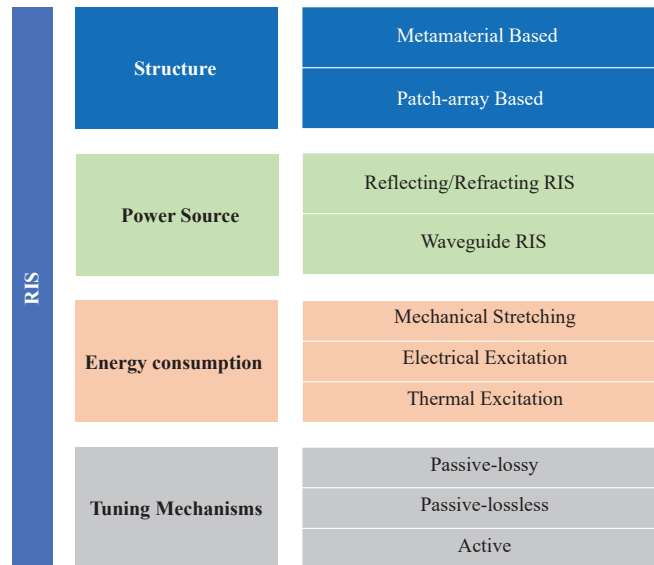 RIS
Structure
Metamaterial Based
Patch-array Based
Power Source
Reflecting/Refracting RIS
Waveguide RIS
Energy consumption
Mechanical Stretching
Electrical Excitation
Thermal Excitation
Tuning Mechanisms
Passive-lossy
Passive-lossless
Active